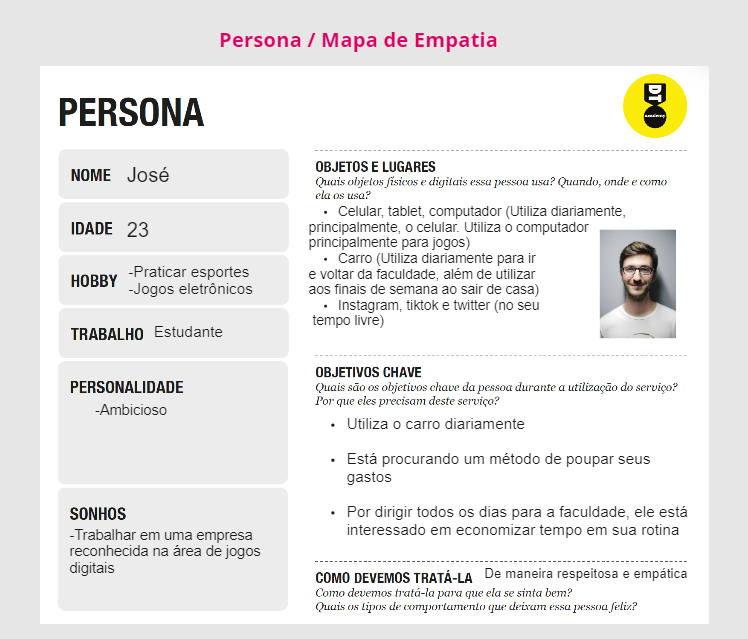 Persona / Mapa de Empatia
PERSONA
DT
academy
NOME José
IDADE 23
HOBBY -Praticar esportes
-Jogos eletrônicos
TRABALHO Estudante
PERSONALIDADE
-Ambicioso
SONHOS
-Trabalhar em uma empresa
reconhecida na área de jogos
digitais
OBJETOS E LUGARES
Quais objetos físicos e digitais essa pessoa usa? Quando, onde e como
ela os usa?
• Celular, tablet, computador (Utiliza diariamente,
principalmente, o celular. Utiliza o computador
principalmente para jogos)
• Carro (Utiliza diariamente para ir
e voltar da faculdade, além de utilizar
aos finais de semana ao sair de casa)
• Instagram, tiktok e twitter (no seu
tempo livre)
OBJETIVOS CHAVE
Quais são os objetivos chave da pessoa durante a utilização do serviço?
Por que eles precisam deste serviço?
• Utiliza o carro diariamente
• Está procurando um método de poupar seus
gastos
• Por dirigir todos os dias para a faculdade, ele está
interessado em economizar tempo em sua rotina
COMO DEVEMOS TRATÁ-LA De maneira respeitosa e empática
Como devemos tratá-la para que ela se sinta bem?
Quais os tipos de comportamento que deixam essa pessoa feliz?